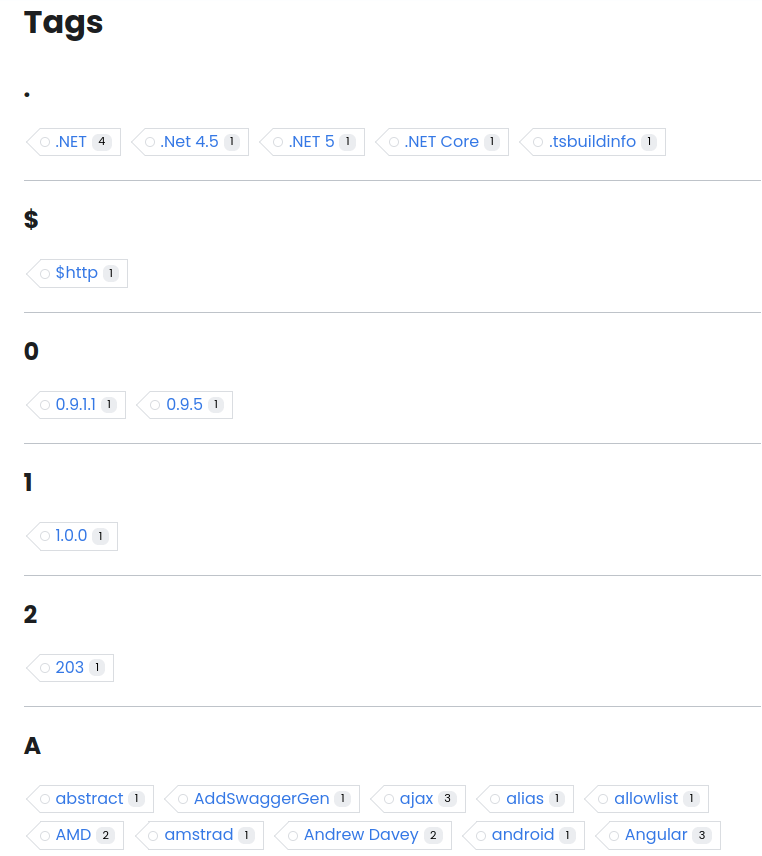 Tags
.
.NET 4 .Net 4.5 1 .NET 5 1 .NET Core 1 .tsbuildinfo 1
$
$http 1
0
0.9.1.1 1 0.9.5 1
1
1.0.0 1
2
203 1
A
abstract 1 AddSwaggerGen 1 ajax 3 alias 1 allowlist 1
AMD 2 amstrad 1 Andrew Davey 2 android 1 Angular 3